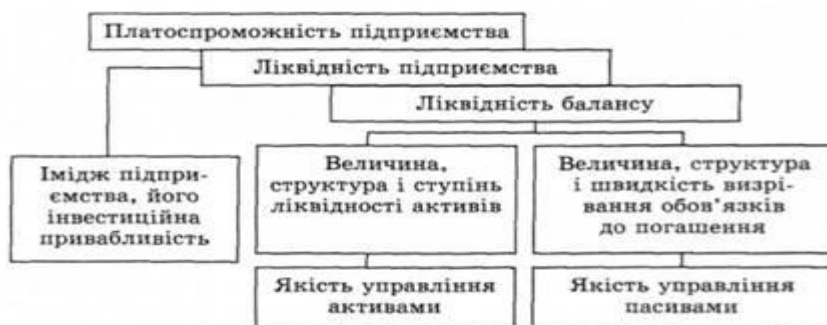 Платоспроможність підприємства
Ліквідність підприємства
Ліквідність балансу
Імідж підпри-
ємства, його
інвестиційна
привабливість
Величина,
структура і ступінь
ліквідності активів
Величина, структура
і швидкість визрі-
вання обов’язків
до погашення
Якість управління
активами
Якість управління
пасивами